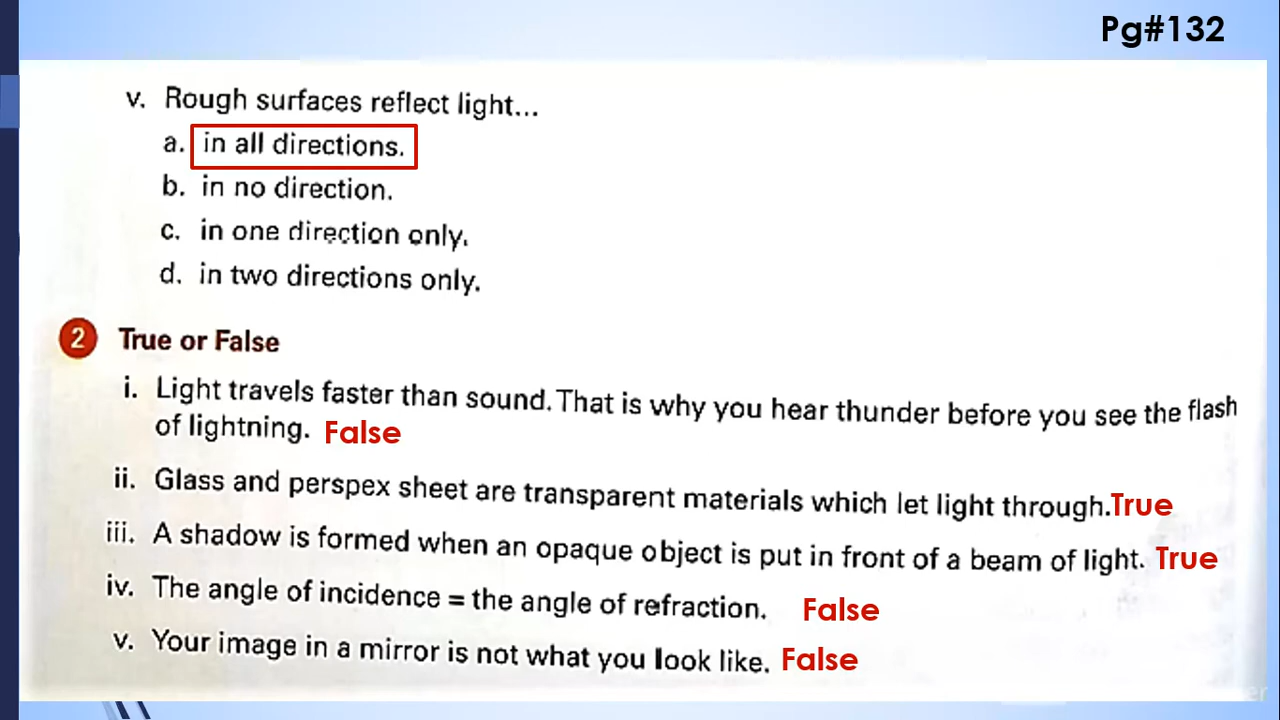 Pg#132
v. Rough surfaces reflect light...
a. in all directions.
b. in no direction.
c. in one direction only.
d. in two directions only.
2 True or False
i. Light travels faster than sound. That is why you hear thunder before you see the flash
of lightning. False
ii. Glass and perspex sheet are transparent materials which let light through. True
iii. A shadow is formed when an opaque object is put in front of a beam of light. True
iv. The angle of incidence = the angle of refraction. False
v. Your image in a mirror is not what you look like. False